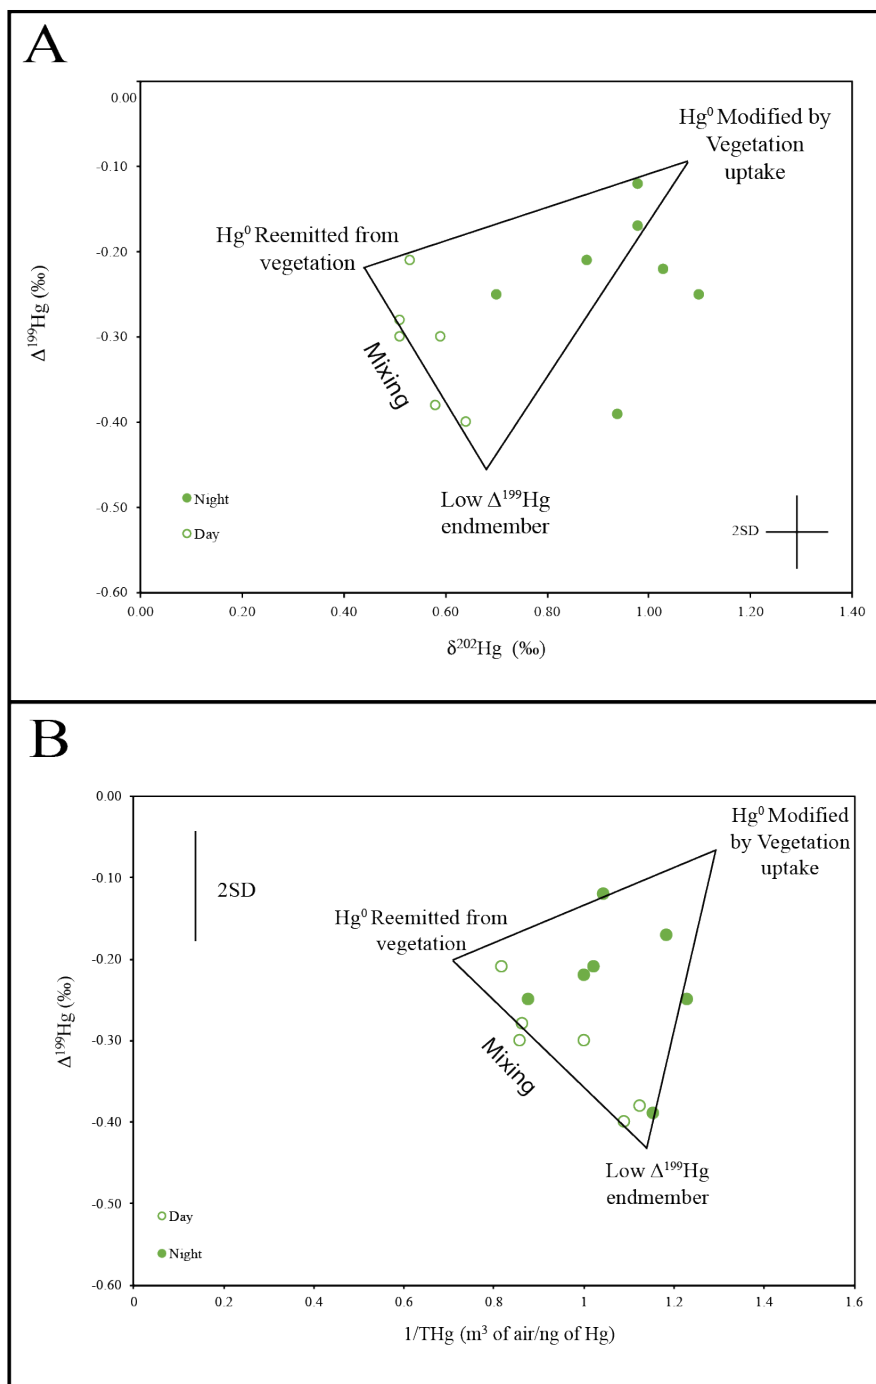 A
0.00
-0.10
-0.20
-0.30
-0.40
-0.50
-0.60
Δ¹⁹⁹Hg (‰)
Hg⁰ Modified by
Vegetation
uptake
Hg⁰ Reemitted from
vegetation
Mixing
Low Δ¹⁹⁹Hg
endmember
Night
Day
2SD
0.00
0.20
0.40
0.60
0.80
1.00
1.20
1.40
δ²⁰²Hg (‰)
B
0.00
-0.10
-0.20
-0.30
-0.40
-0.50
-0.60
Δ¹⁹⁹Hg (‰)
2SD
Hg⁰ Modified
by Vegetation
uptake
Hg⁰ Reemitted from
vegetation
Mixing
Low Δ¹⁹⁹Hg
endmember
Day
Night
0
0.2
0.4
0.6
0.8
1
1.2
1.4
1.6
1/THg (m³ of air/ng of Hg)